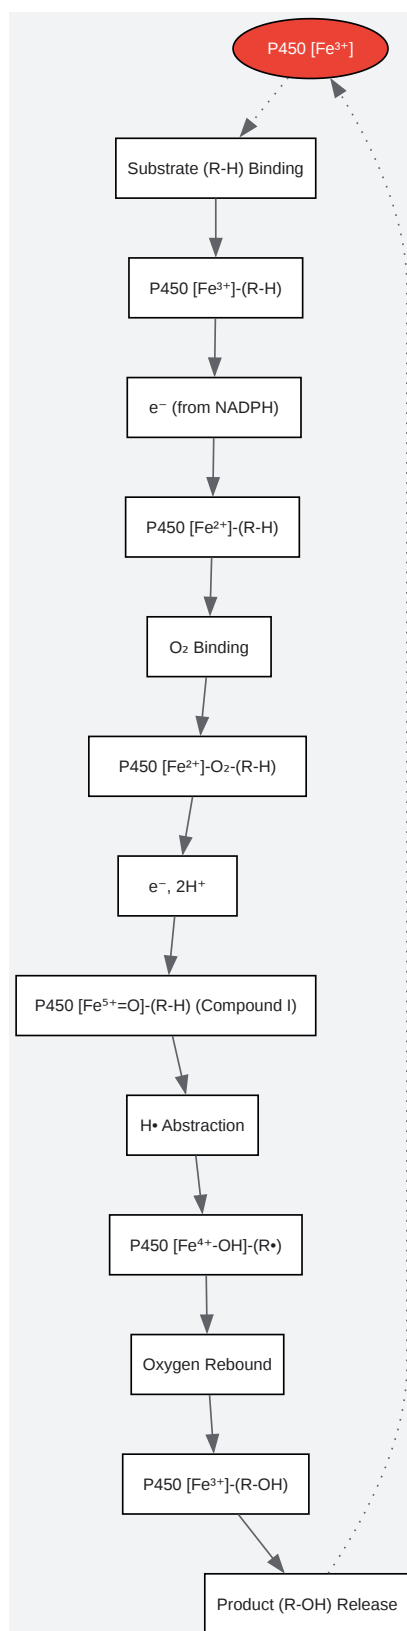 P450 [Fe³⁺]
Substrate (R-H) Binding
P450 [Fe³⁺]-(R-H)
e⁻ (from NADPH)
P450 [Fe²⁺]-(R-H)
O₂ Binding
P450 [Fe²⁺]-O₂-(R-H)
e⁻, 2H⁺
P450 [Fe⁵⁺=O]-(R-H) (Compound I)
H• Abstraction
P450 [Fe⁴⁺-OH]-(R•)
Oxygen Rebound
P450 [Fe³⁺]-(R-OH)
Product (R-OH) Release